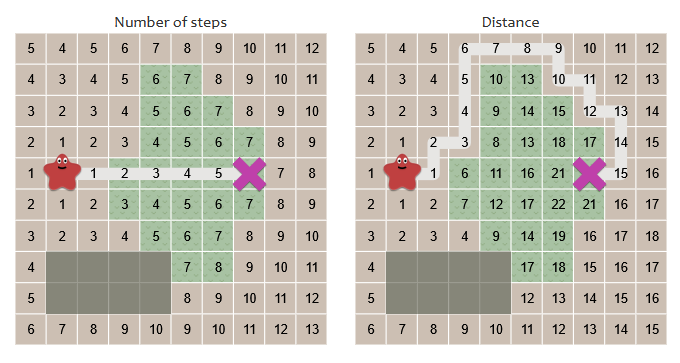 Number of steps
5 4 5 6 7 8 9 10 11 12
4 3 4 5 6 7 8 9 10 11
3 2 3 4 5 6 7 8 9 10
2 1 2 3 4 5 6 7 8 9
1 1 2 3 4 5 7 8
2 1 2 3 4 5 6 7 8 9
3 2 3 4 5 6 7 8 9 10
4 7 8 9 10 11
5 8 9 10 11 12
6 7 8 9 10 9 10 11 12 13
Distance
5 4 5 6 7 8 9 10 11 12
4 3 4 5 10 13 10 11 12 13
3 2 3 4 9 14 15 12 13 14
2 1 2 3 8 13 18 17 14 15
1 1 6 11 16 21 15 16
2 1 2 7 12 17 22 21 16 17
3 2 3 4 9 14 19 16 17 18
4 17 18 15 16 17
5 12 13 14 15 16
6 7 8 9 10 11 12 13 14 15